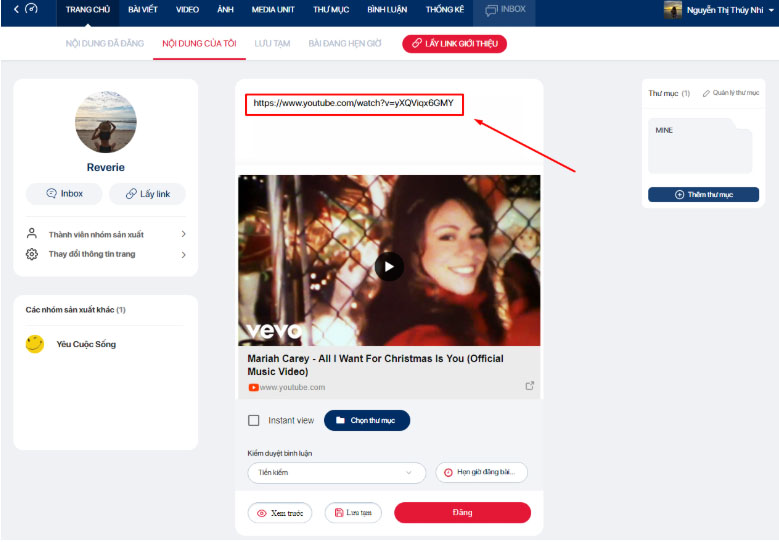 TRANG CHỦ BÀI VIẾT VIDEO ẢNH MEDIA UNIT THƯ MỤC BÌNH LUẬN THỐNG KÊ INBOX Nguyễn Thị Thúy Nhi
NỘI DUNG ĐÃ ĐĂNG NỘI DUNG CỦA TÔI LƯU TẠM BÀI ĐANG HẸN GIỜ LẤY LINK GIỚI THIỆU
Reverie
Inbox Lấy link
Thành viên nhóm sản xuất
Thay đổi thông tin trang
Các nhóm sản xuất khác (1)
Yêu Cuộc Sống
https://www.youtube.com/watch?v=yXQViqx6GMY
vevo
Mariah Carey - All I Want For Christmas Is You (Official
Music Video)
www.youtube.com
Instant view Chọn thư mục
Kiểm duyệt bình luận
Tiền kiểm Hẹn giờ đăng bài...
Xem trước Lưu tạm Đăng
Thư mục (1) Quản lý thư mục
MINE
Thêm thư mục